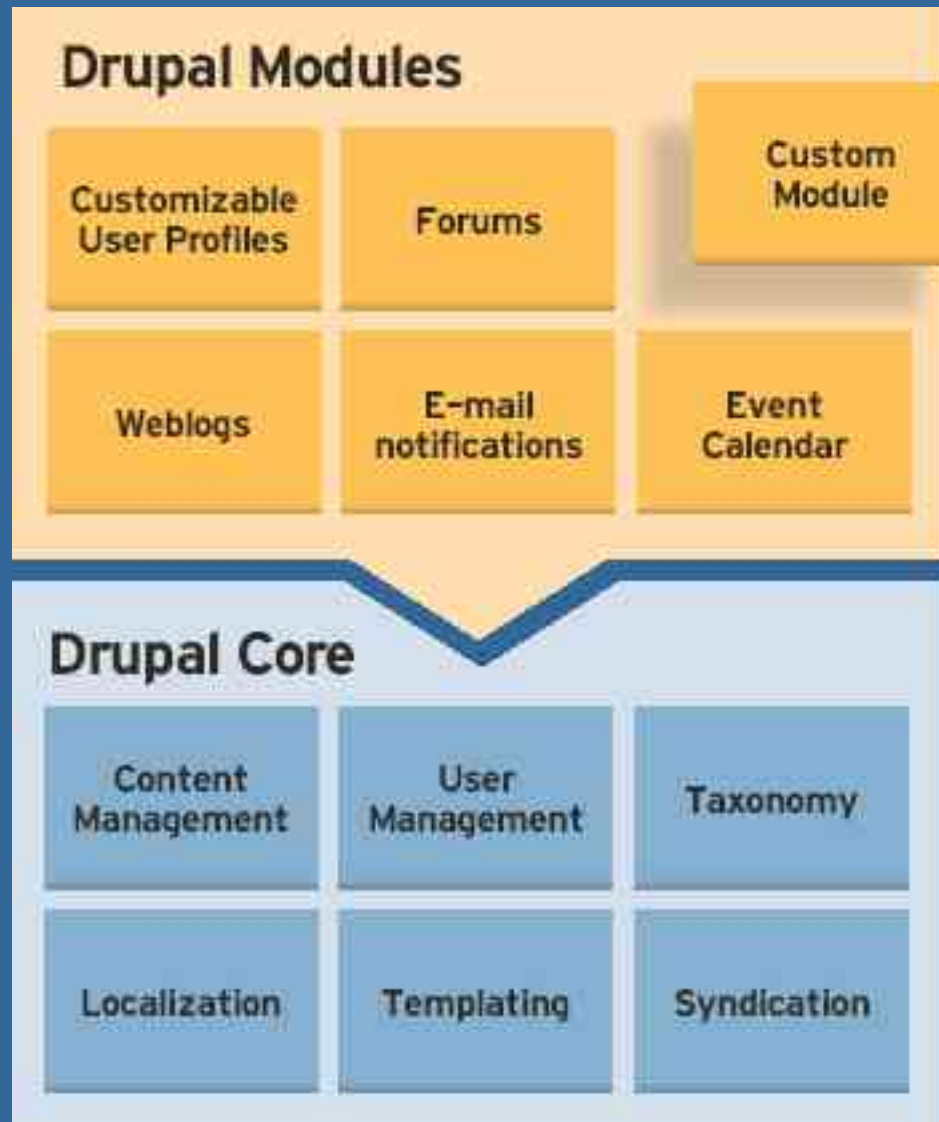 Drupal Modules
Customizable
User Profiles
Forums
Custom
Module
Weblogs
E-mail
notifications
Event
Calendar
Drupal Core
Content
Management
User
Management
Taxonomy
Localization
Templating
Syndication